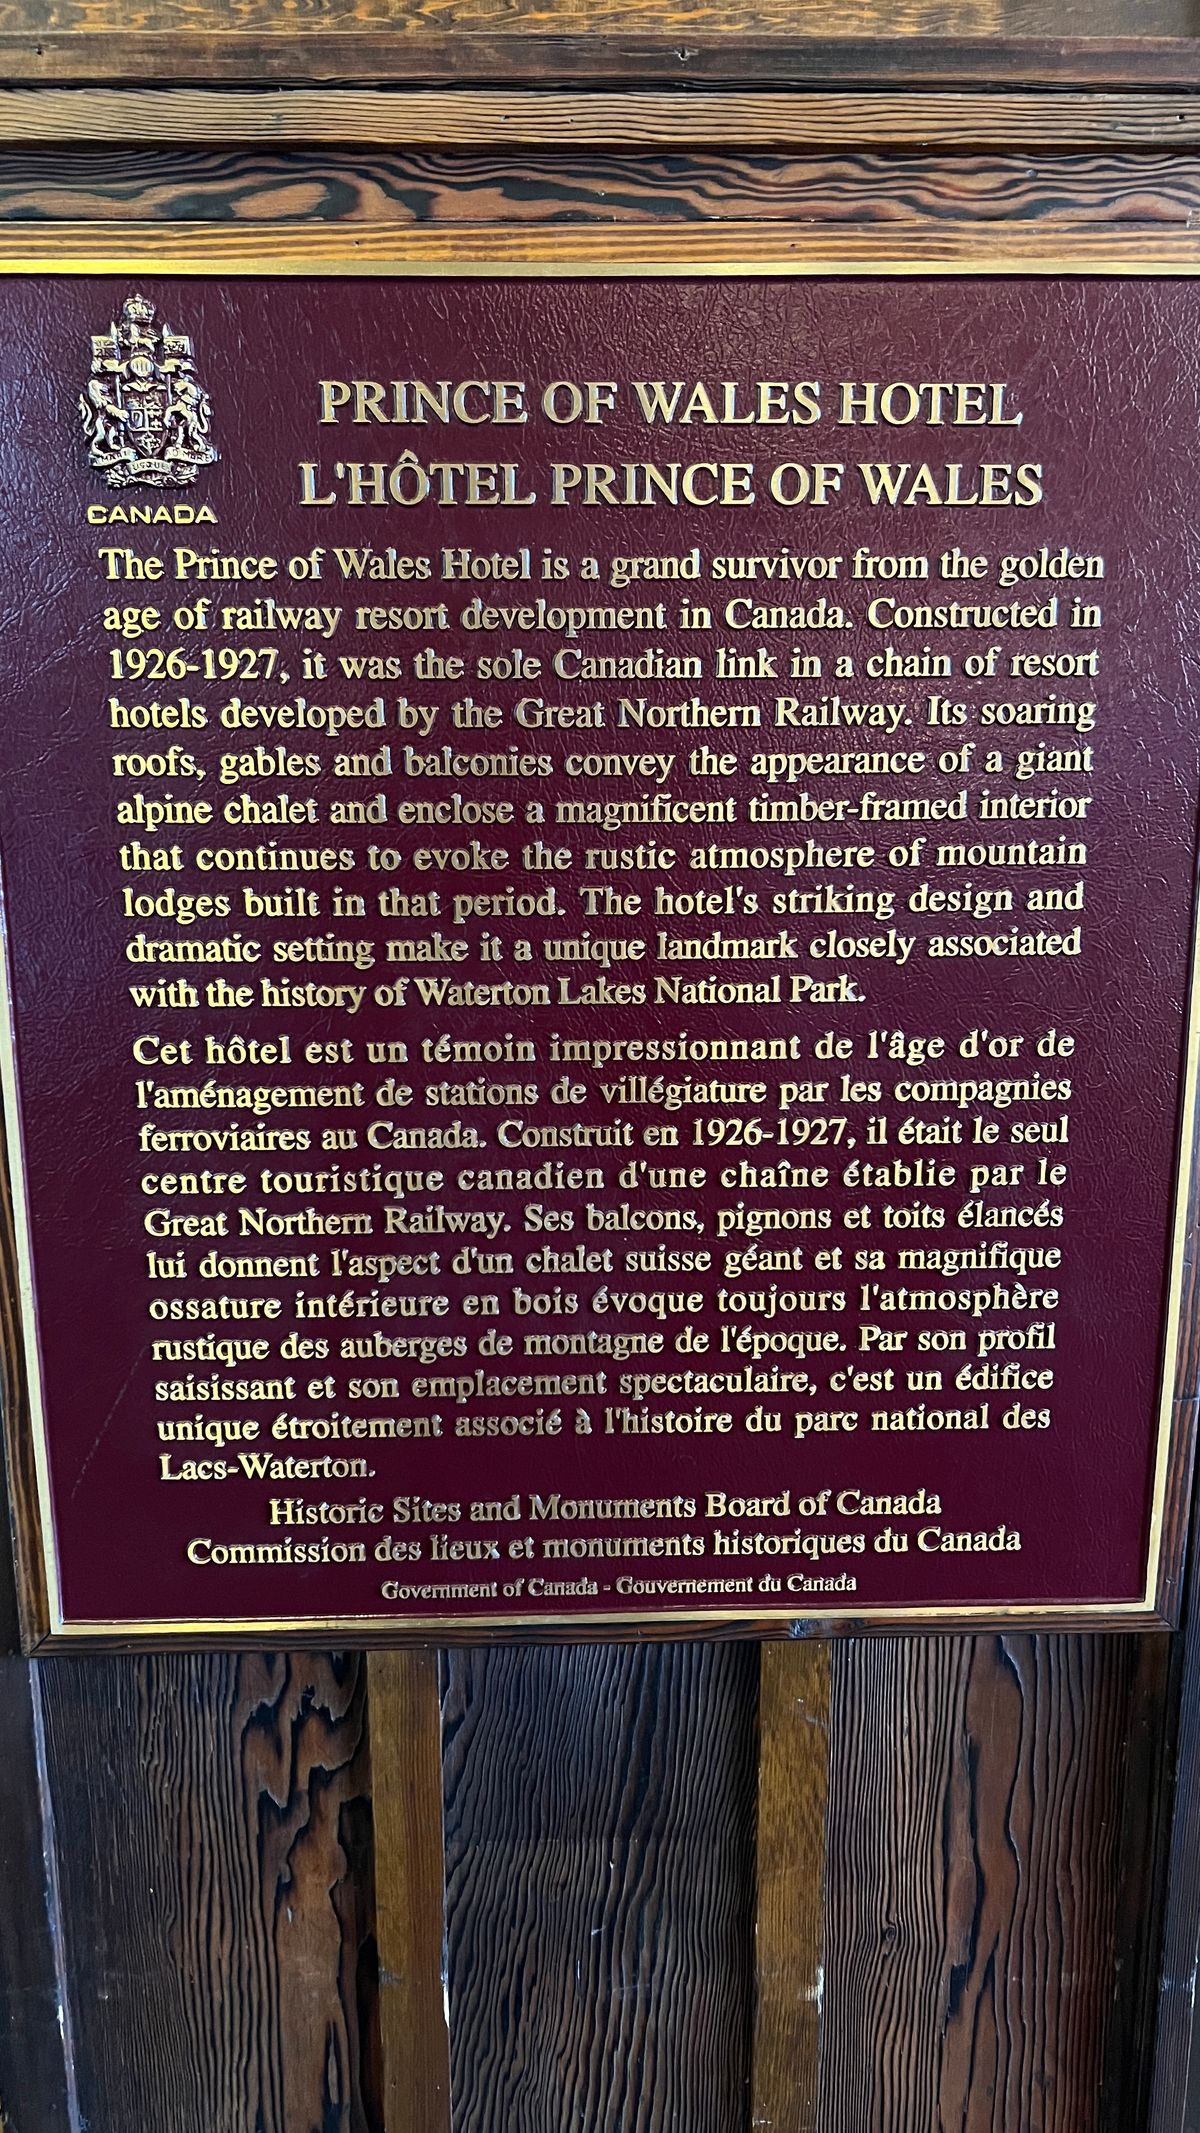 PRINCE OF WALES HOTEL
L'HÔTEL PRINCE OF WALES
CANADA
The Prince of Wales Hotel is a grand survivor from the golden
age of railway resort development in Canada. Constructed in
1926-1927, it was the sole Canadian link in a chain of resort
hotels developed by the Great Northern Railway. Its soaring
roofs, gables and balconies convey the appearance of a giant
alpine chalet and enclose a magnificent timber-framed interior
that continues to evoke the rustic atmosphere of mountain
lodges built in that period. The hotel's striking design and
dramatic setting make it a unique landmark closely associated
with the history of Waterton Lakes National Park.
Cet hôtel est un témoin impressionnant de l'âge d'or de
l'aménagement de stations de villégiature par les compagnies
ferroviaires au Canada. Construit en 1926-1927, il était le seul
centre touristique canadien d'une chaîne établie par le
Great Northern Railway. Ses balcons, pignons et toits élancés
lui donnent l'aspect d'un chalet suisse géant et sa magnifique
ossature intérieure en bois évoque toujours l'atmosphère
rustique des auberges de montagne de l'époque. Par son profil
saisissant et son emplacement spectaculaire, c'est un édifice
unique étroitement associé à l'histoire du parc national des
Lacs-Waterton.
Historic Sites and Monuments Board of Canada
Commission des lieux et monuments historiques du Canada
Government of Canada - Gouvernement du Canada